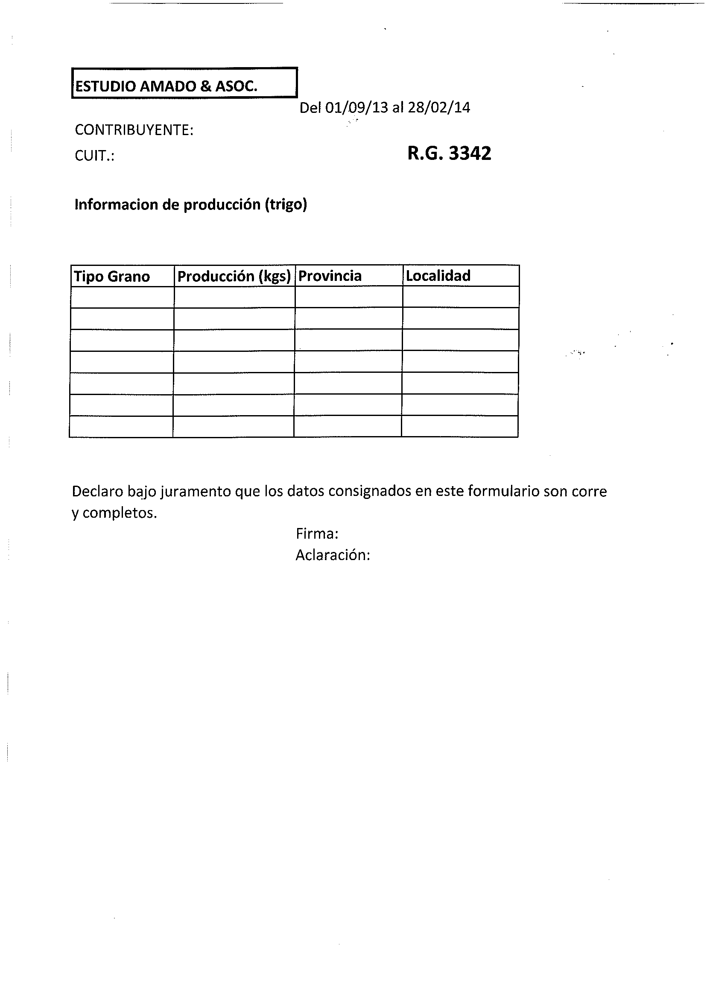 ESTUDIO AMADO & ASOC.
Del 01/09/13 al 28/02/14
CONTRIBUYENTE:
CUIT.:
R.G. 3342
Informacion de producción (trigo)
Tipo Grano Producción (kgs) Provincia Localidad
Declaro bajo juramento que los datos consignados en este formulario son corre
y completos.
Firma:
Aclaración: